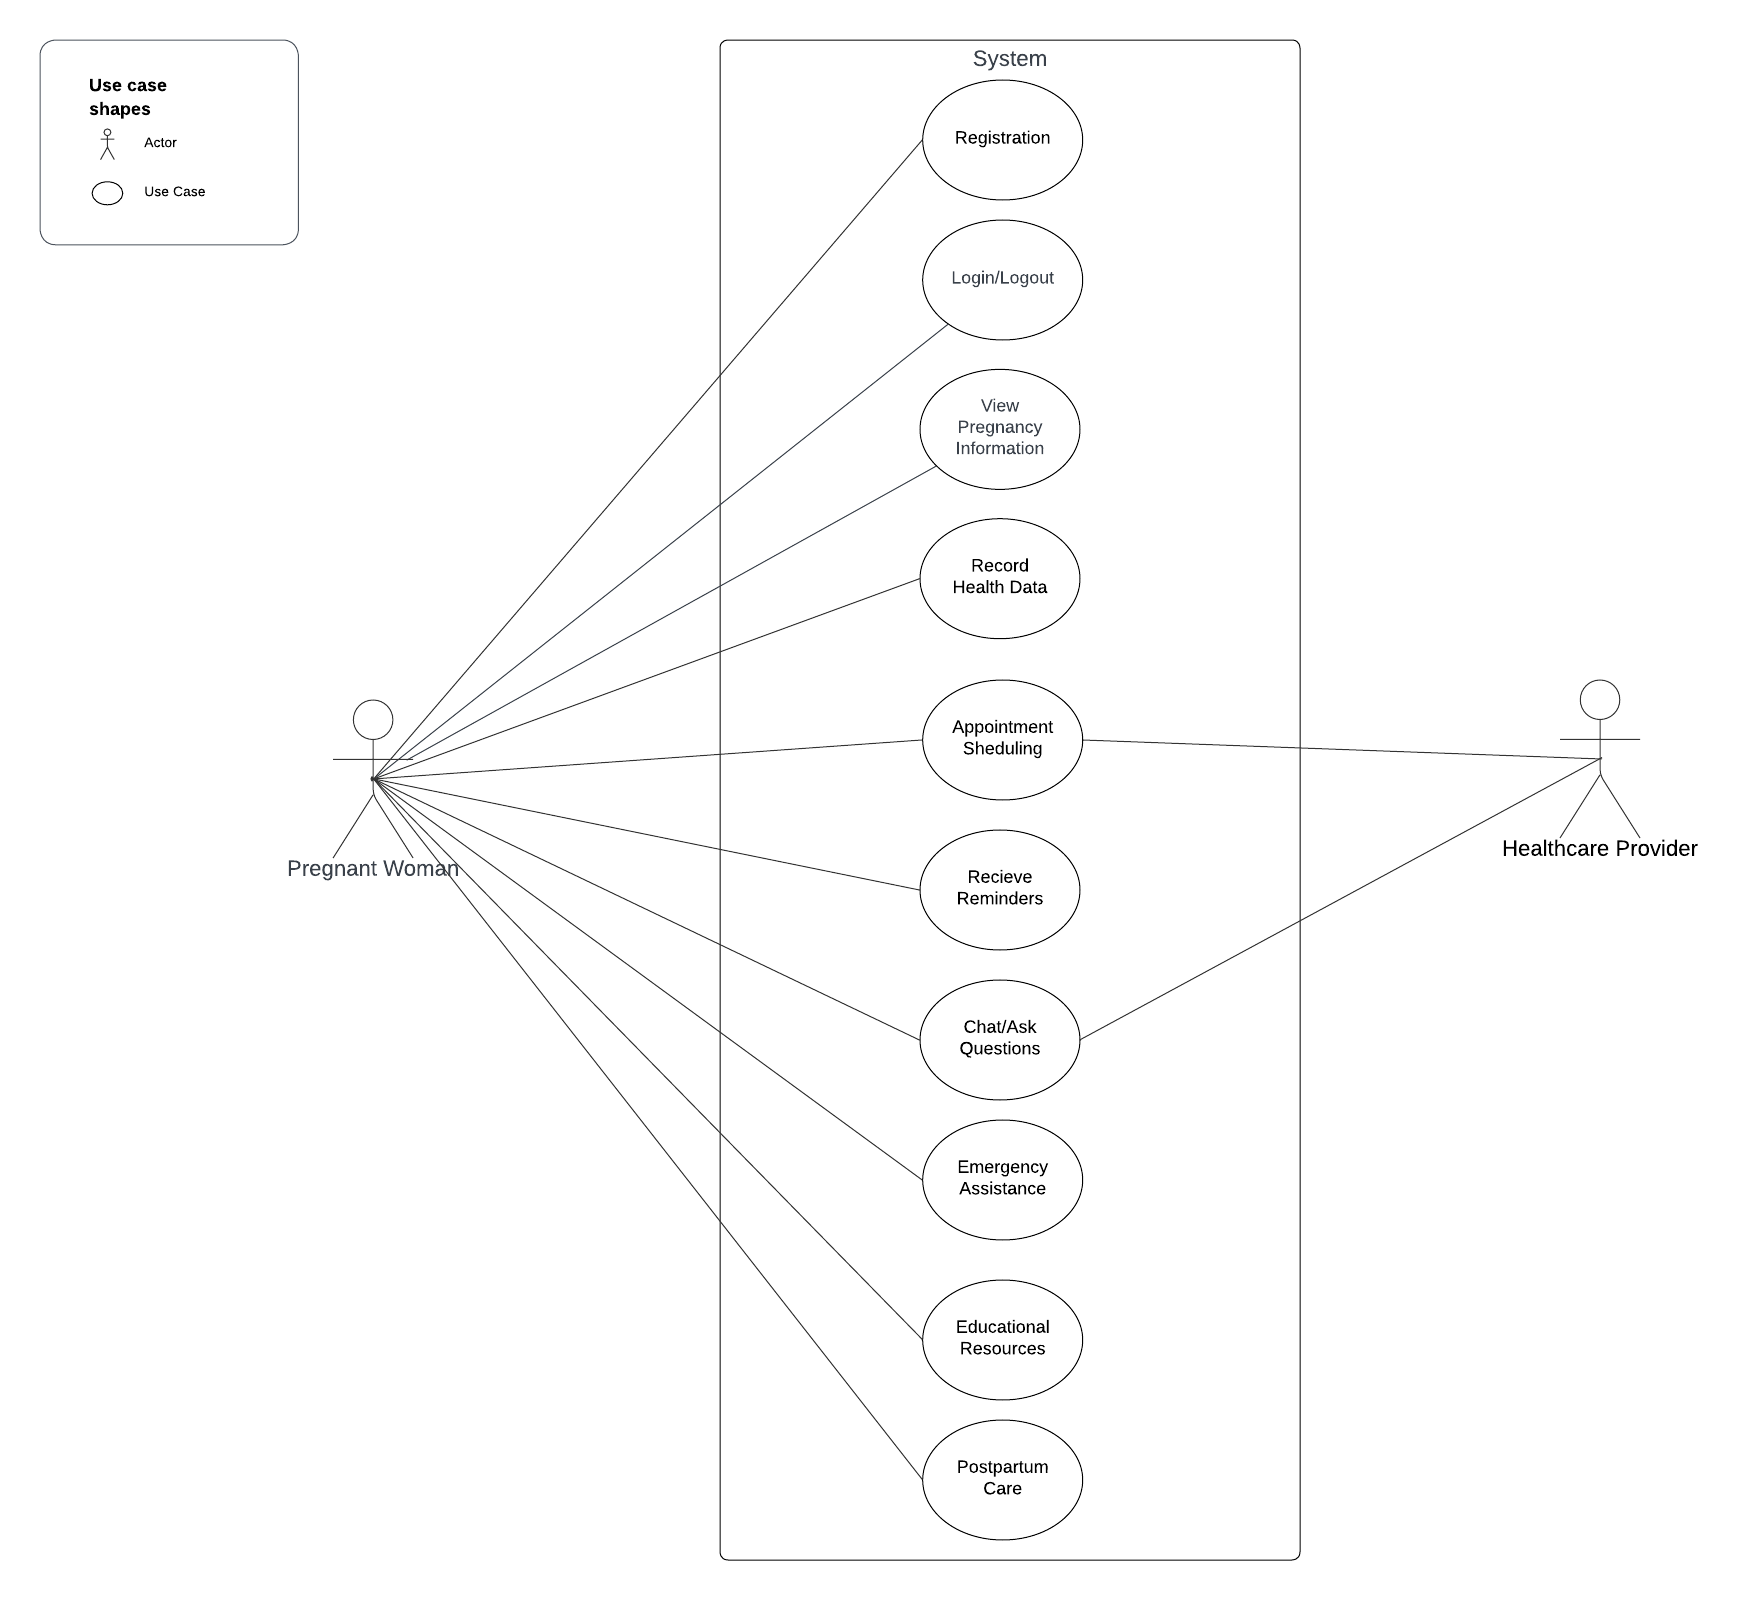 Use case
shapes
Actor
Use Case
System
Registration
Login/Logout
View
Pregnancy
Information
Record
Health Data
Appointment
Sheduling
Recieve
Reminders
Chat/Ask
Questions
Emergency
Assistance
Educational
Resources
Postpartum
Care
Pregnant Woman
Healthcare Provider